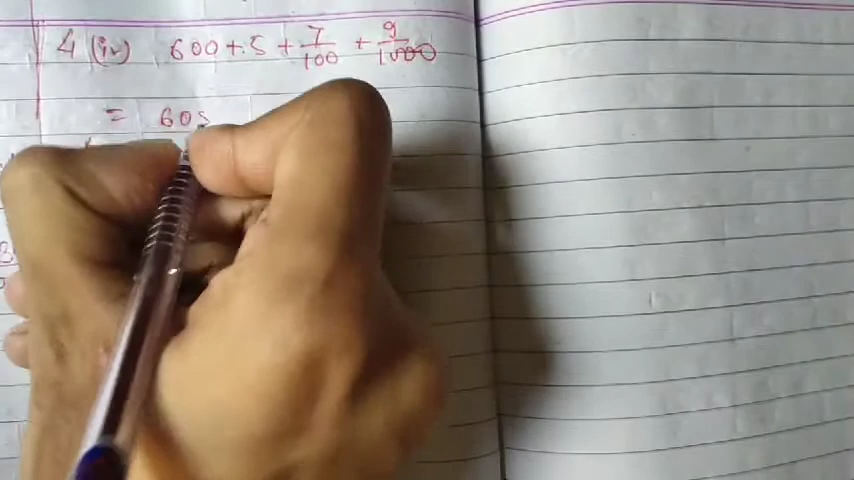 4 (iv) 600 + 5 + 7/100 + 9/1000
= 605